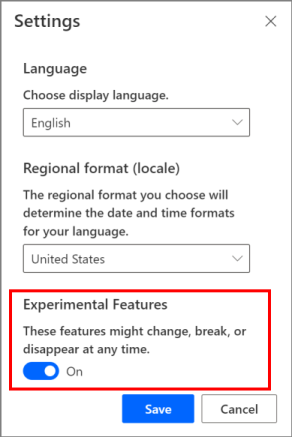 Settings
Language
Choose display language.
English
Regional format (locale)
The regional format you choose will
determine the date and time formats
for your language.
United States
Experimental Features
These features might change, break, or
disappear at any time.
On
Save
Cancel